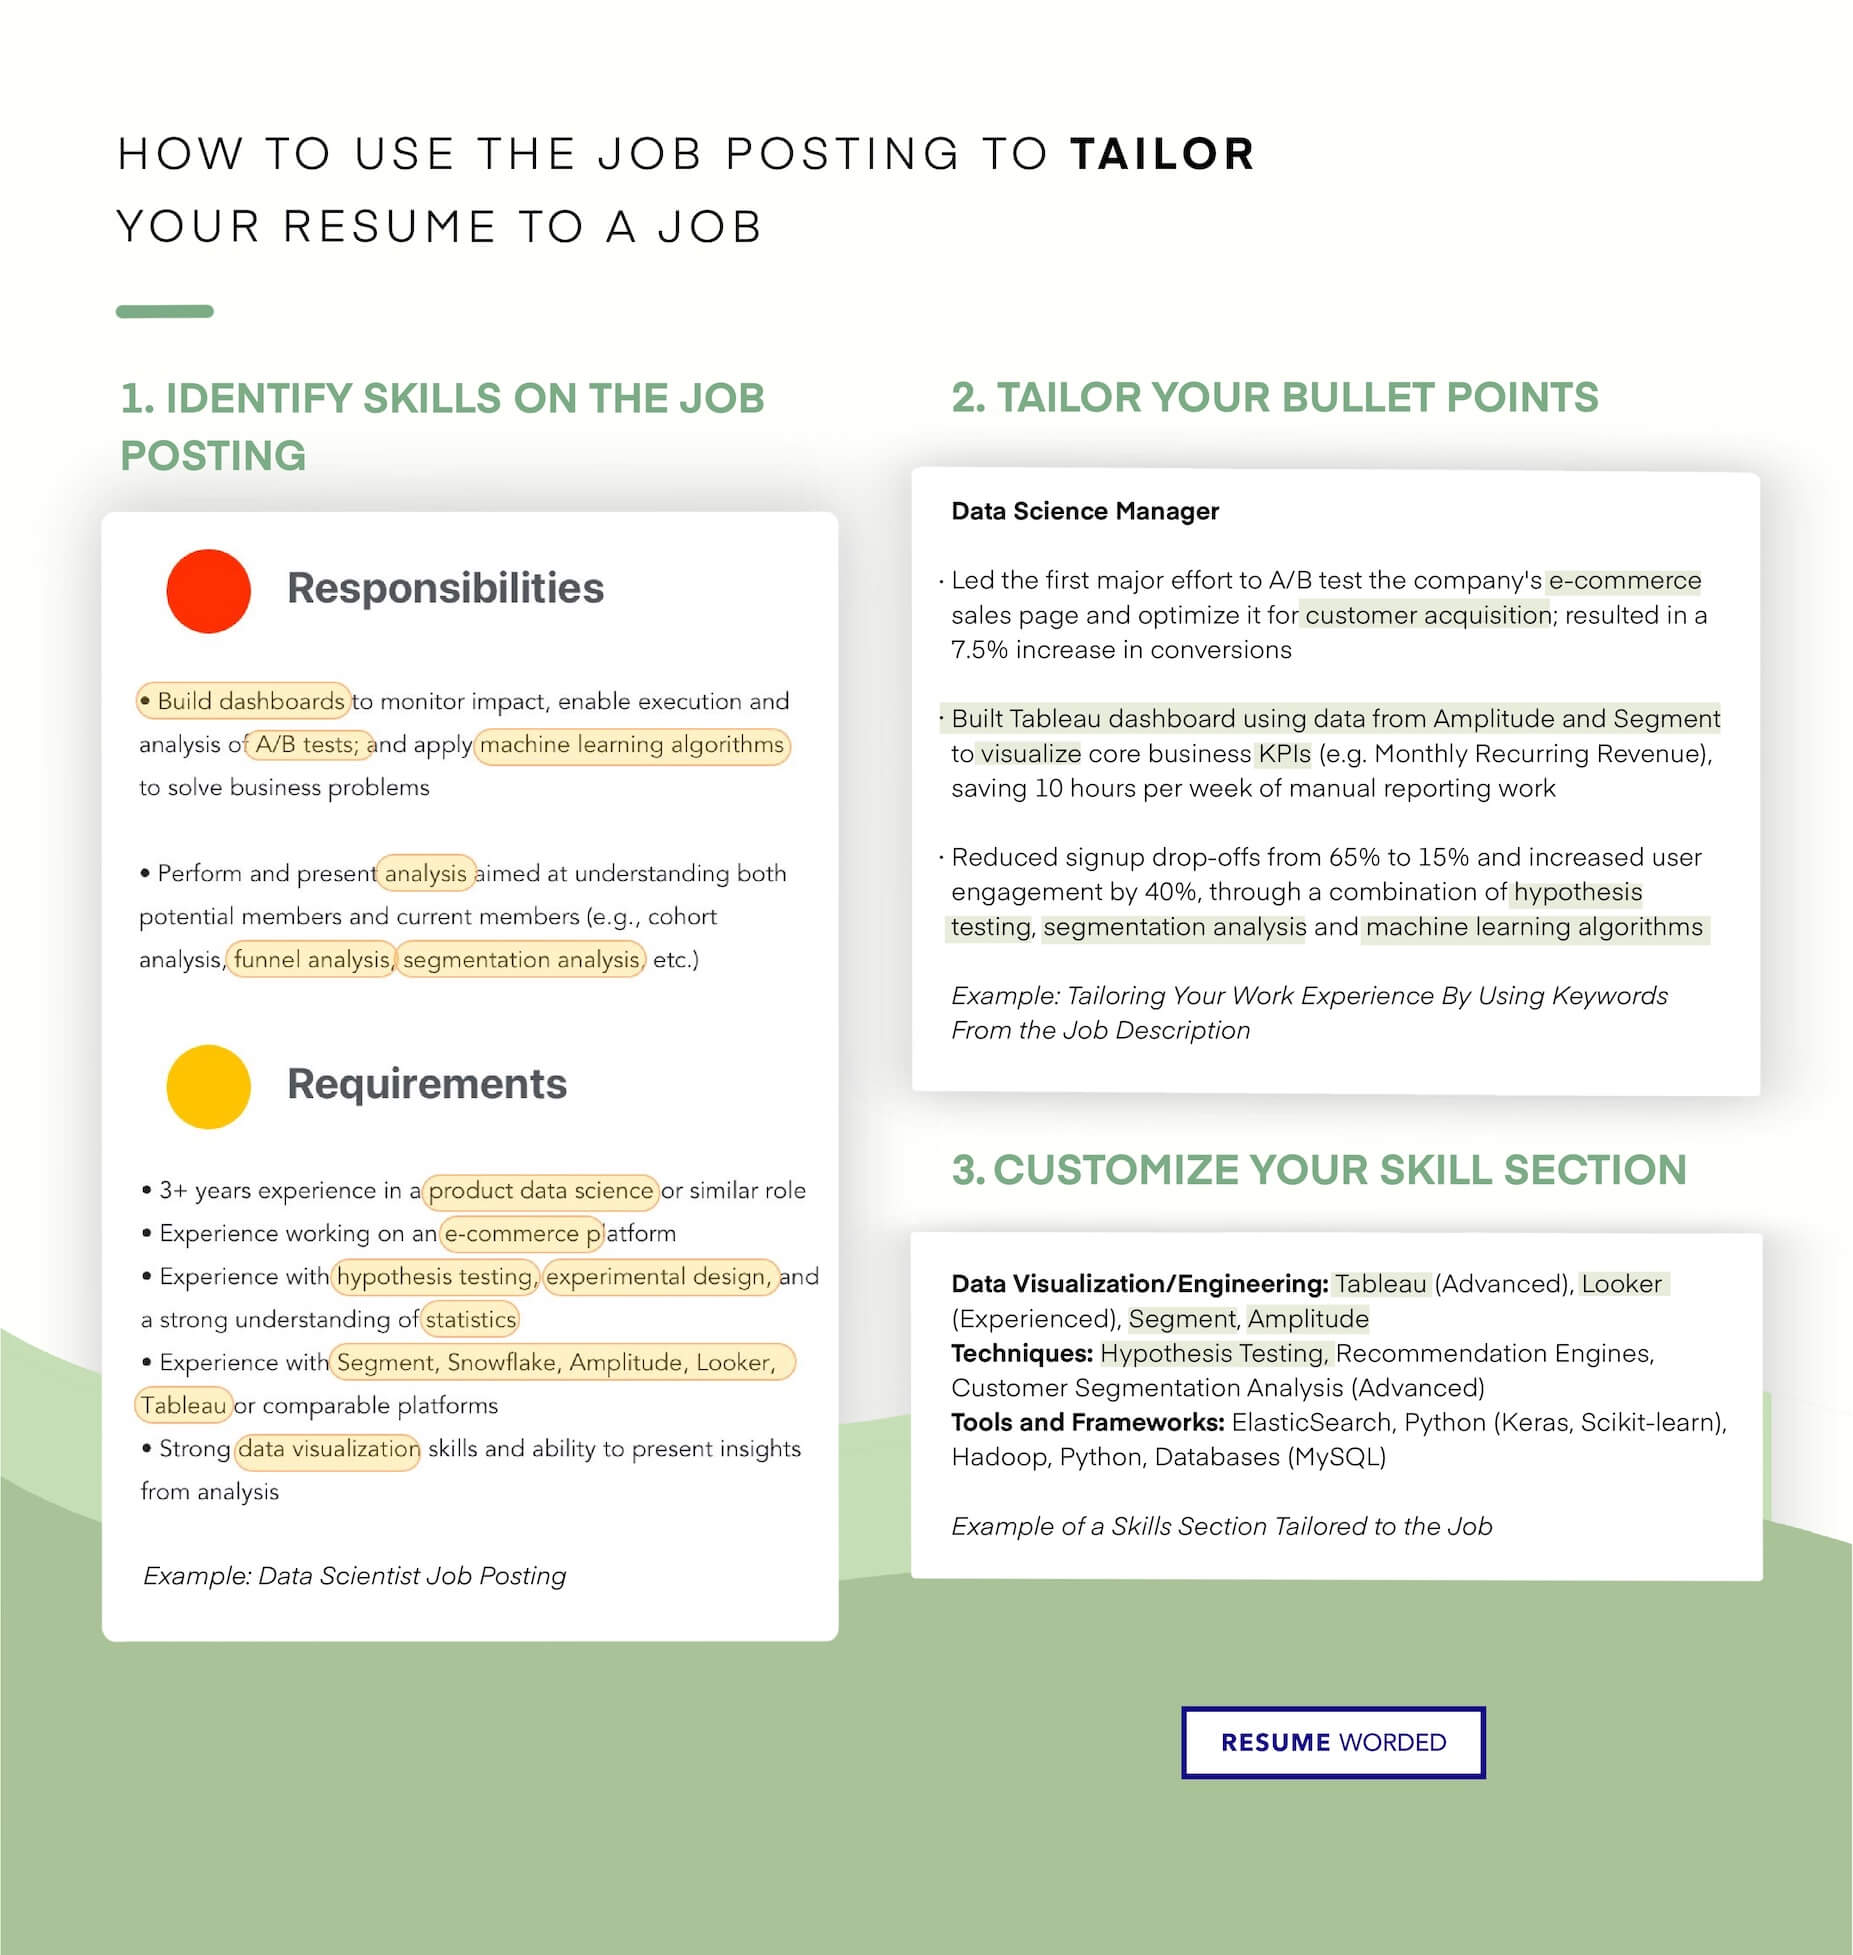 HOW TO USE THE JOB POSTING TO TAILOR
YOUR RESUME TO A JOB
1. IDENTIFY SKILLS ON THE JOB
POSTING
Responsibilities
• Build dashboards to monitor impact, enable execution and
analysis of A/B tests; and apply machine learning algorithms
to solve business problems
• Perform and present analysis aimed at understanding both
potential members and current members (e.g., cohort
analysis, funnel analysis, segmentation analysis, etc.)
Requirements
• 3+ years experience in a product data science or similar role
• Experience working on an e-commerce platform
• Experience with hypothesis testing, experimental design, and
a strong understanding of statistics
• Experience with Segment, Snowflake, Amplitude, Looker,
Tableau or comparable platforms
• Strong data visualization skills and ability to present insights
from analysis
Example: Data Scientist Job Posting
2. TAILOR YOUR BULLET POINTS
Data Science Manager
· Led the first major effort to A/B test the company's e-commerce
sales page and optimize it for customer acquisition; resulted in a
7.5% increase in conversions
· Built Tableau dashboard using data from Amplitude and Segment
to visualize core business KPIs (e.g. Monthly Recurring Revenue),
saving 10 hours per week of manual reporting work
· Reduced signup drop-offs from 65% to 15% and increased user
engagement by 40%, through a combination of hypothesis
testing, segmentation analysis and machine learning algorithms
Example: Tailoring Your Work Experience By Using Keywords
From the Job Description
3. CUSTOMIZE YOUR SKILL SECTION
Data Visualization/Engineering: Tableau (Advanced), Looker
(Experienced), Segment, Amplitude
Techniques: Hypothesis Testing, Recommendation Engines,
Customer Segmentation Analysis (Advanced)
Tools and Frameworks: ElasticSearch, Python (Keras, Scikit-learn),
Hadoop, Python, Databases (MySQL)
Example of a Skills Section Tailored to the Job
RESUME WORDED